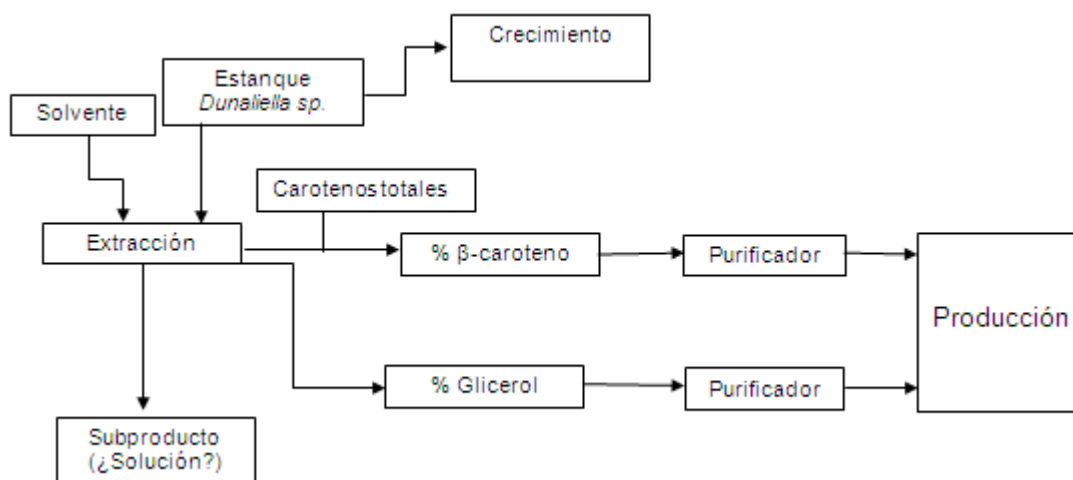 Crecimiento
Estanque
Dunaliella sp.
Solvente
Carotenostotales
Extracción
% β-caroteno
Purificador
Producción
% Glicerol
Purificador
Subproducto
(¿Solución?)